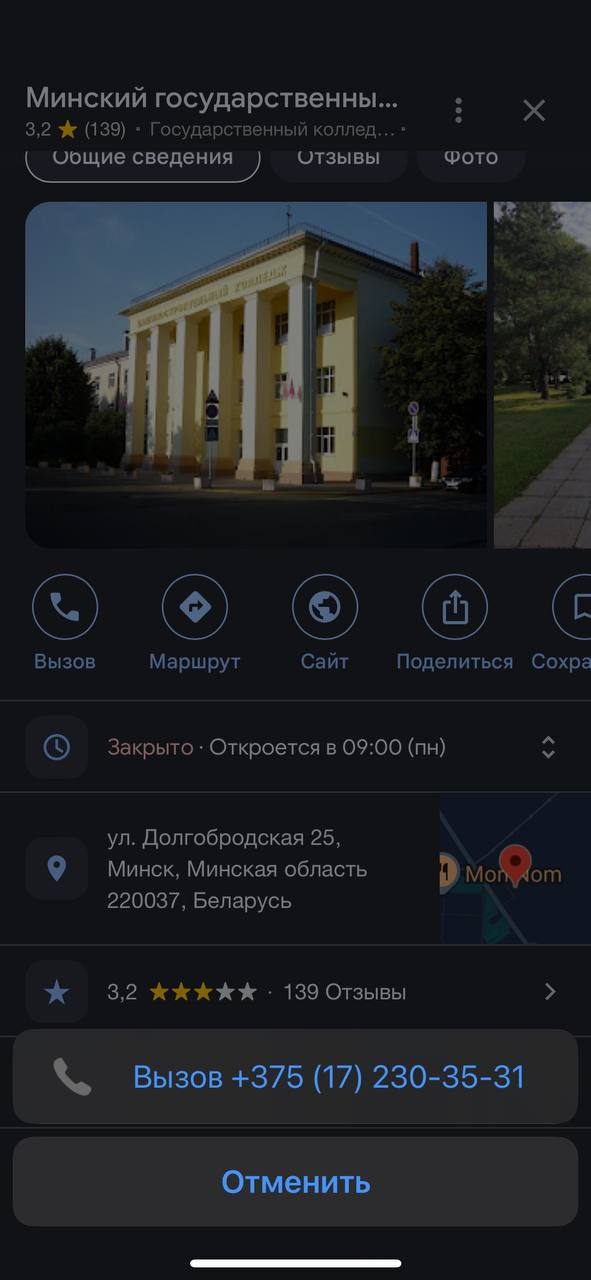 Минский государственны...
3,2 ★ (139) · Государственный коллед... ·
Общие сведения
Отзывы
Фото
МАШИНОСТРОИТЕЛЬНЫЙ КОЛЛЕДЖ
Вызов
Маршрут
Сайт
Поделиться
Сохра
Закрыто · Откроется в 09:00 (пн)
ул. Долгобродская 25,
Минск, Минская область
220037, Беларусь
3,2 ★★★★★ · 139 Отзывы
Вызов +375 (17) 230-35-31
Отменить